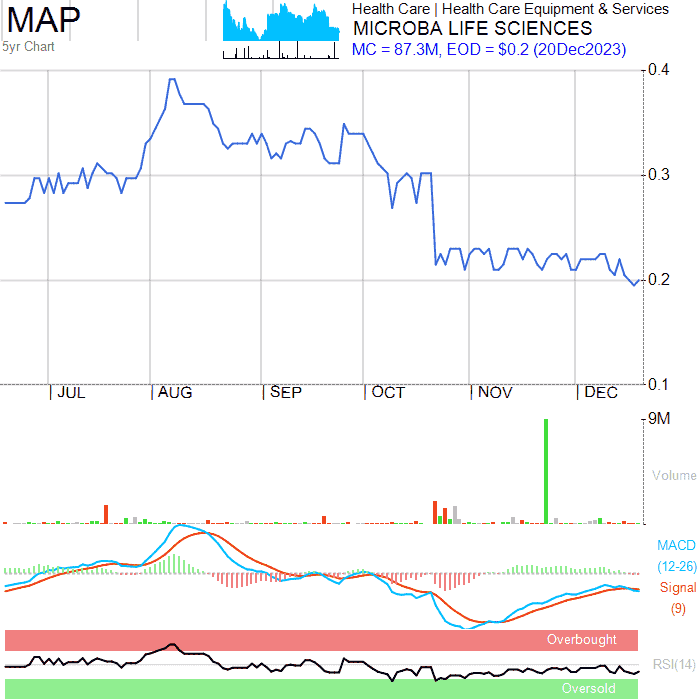 MAP
5yr Chart
Health Care | Health Care Equipment & Services
MICROBA LIFE SCIENCES
MC = 87.3M, EOD = $0.2 (20Dec2023)
0.4
0.3
0.2
0.1
JUL AUG SEP OCT NOV DEC
9M
Volume
MACD
(12-26)
Signal
(9)
Overbought
RSI(14)
Oversold